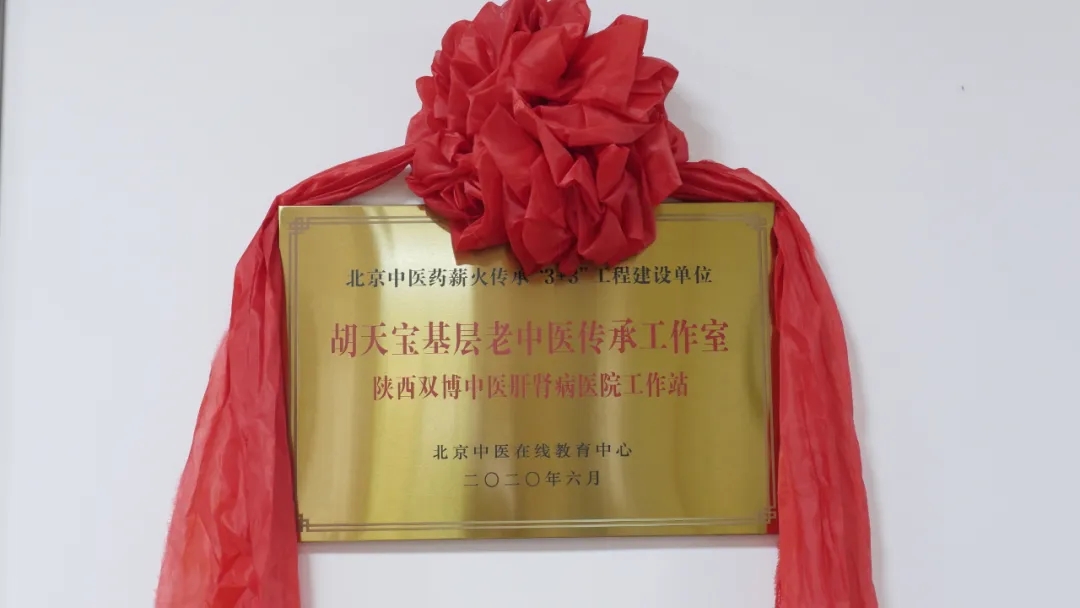 北京中医药薪火传承“3+3”工程建设单位
胡天宝基层老中医传承工作室
陕西双博中医肝肾病医院工作站
北京中医在线教育中心
二〇二〇年六月